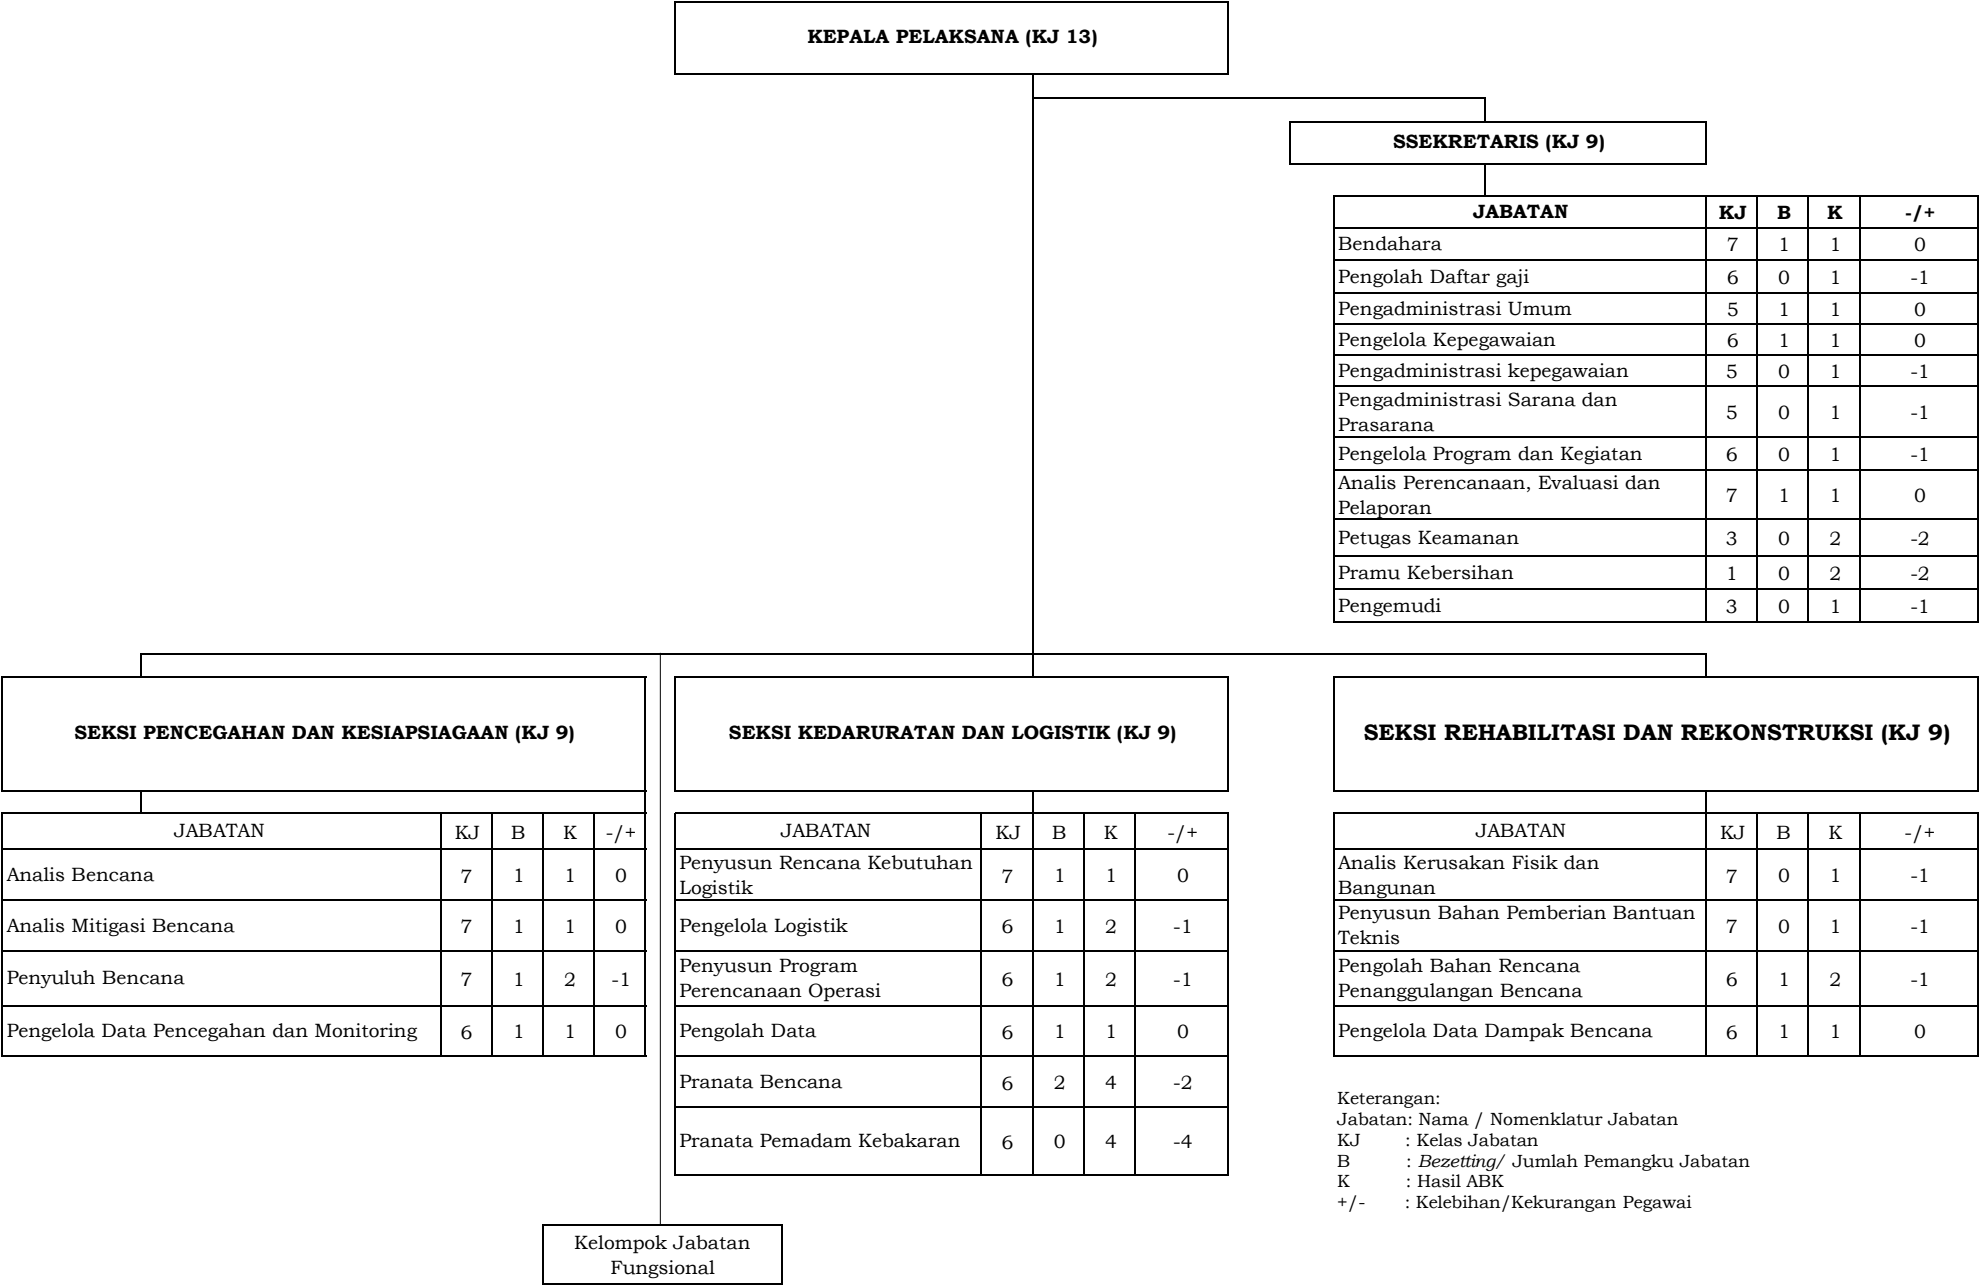 KEPALA PELAKSANA (KJ 13)
SSEKRETARIS (KJ 9)
JABATAN KJ B K -/+
Bendahara 7 1 1 0
Pengolah Daftar gaji 6 0 1 -1
Pengadministrasi Umum 5 1 1 0
Pengelola Kepegawaian 6 1 1 0
Pengadministrasi kepegawaian 5 0 1 -1
Pengadministrasi Sarana dan
Prasarana 5 0 1 -1
Pengelola Program dan Kegiatan 6 0 1 -1
Analis Perencanaan, Evaluasi dan
Pelaporan 7 1 1 0
Petugas Keamanan 3 0 2 -2
Pramu Kebersihan 1 0 2 -2
Pengemudi 3 0 1 -1
SEKSI PENCEGAHAN DAN KESIAPSIAGAAN (KJ 9)
JABATAN KJ B K -/+
Analis Bencana 7 1 1 0
Analis Mitigasi Bencana 7 1 1 0
Penyuluh Bencana 7 1 2 -1
Pengelola Data Pencegahan dan Monitoring 6 1 1 0
SEKSI KEDARURATAN DAN LOGISTIK (KJ 9)
JABATAN KJ B K -/+
Penyusun Rencana Kebutuhan
Logistik 7 1 1 0
Pengelola Logistik 6 1 2 -1
Penyusun Program
Perencanaan Operasi 6 1 2 -1
Pengolah Data 6 1 1 0
Pranata Bencana 6 2 4 -2
Pranata Pemadam Kebakaran 6 0 4 -4
SEKSI REHABILITASI DAN REKONSTRUKSI (KJ 9)
JABATAN KJ B K -/+
Analis Kerusakan Fisik dan
Bangunan 7 0 1 -1
Penyusun Bahan Pemberian Bantuan
Teknis 7 0 1 -1
Pengolah Bahan Rencana
Penanggulangan Bencana 6 1 2 -1
Pengelola Data Dampak Bencana 6 1 1 0
Keterangan:
Jabatan: Nama / Nomenklatur Jabatan
KJ : Kelas Jabatan
B : Bezetting/ Jumlah Pemangku Jabatan
K : Hasil ABK
+/- : Kelebihan/Kekurangan Pegawai
Kelompok Jabatan
Fungsional